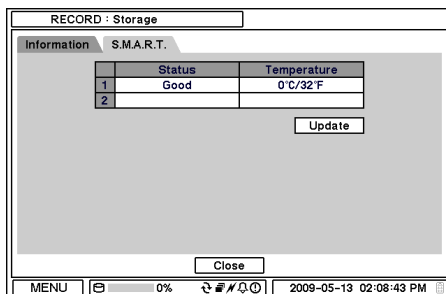 RECORD : Storage
Information S.M.A.R.T.
Status Temperature
1 Good 0°C/32°F
2
Update
Close
MENU 0% 2009-05-13 02:08:43 PM